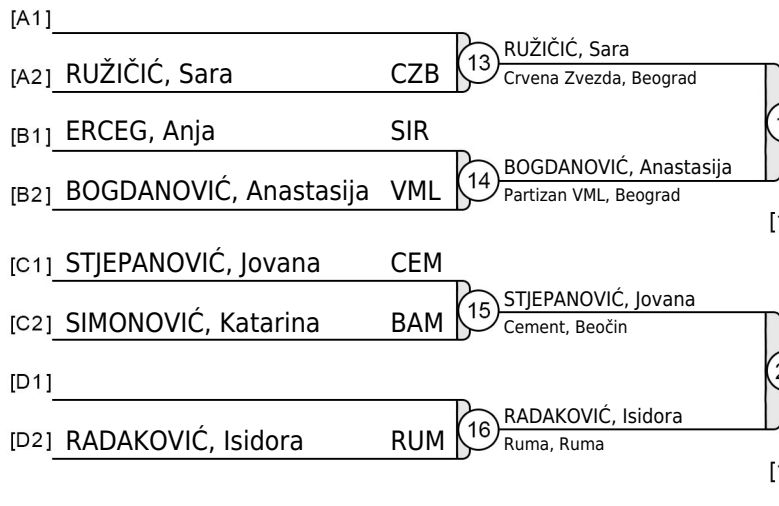 [A1]
[A2] RUŽIČIĆ, Sara CZB
13 RUŽIČIĆ, Sara
Crvena Zvezda, Beograd
[B1] ERCEG, Anja SIR
[B2] BOGDANOVIĆ, Anastasija VML
14 BOGDANOVIĆ, Anastasija
Partizan VML, Beograd
[C1] STJEPANOVIĆ, Jovana CEM
[C2] SIMONOVIĆ, Katarina BAM
15 STJEPANOVIĆ, Jovana
Cement, Beočin
[D1]
[D2] RADAKOVIĆ, Isidora RUM
16 RADAKOVIĆ, Isidora
Ruma, Ruma